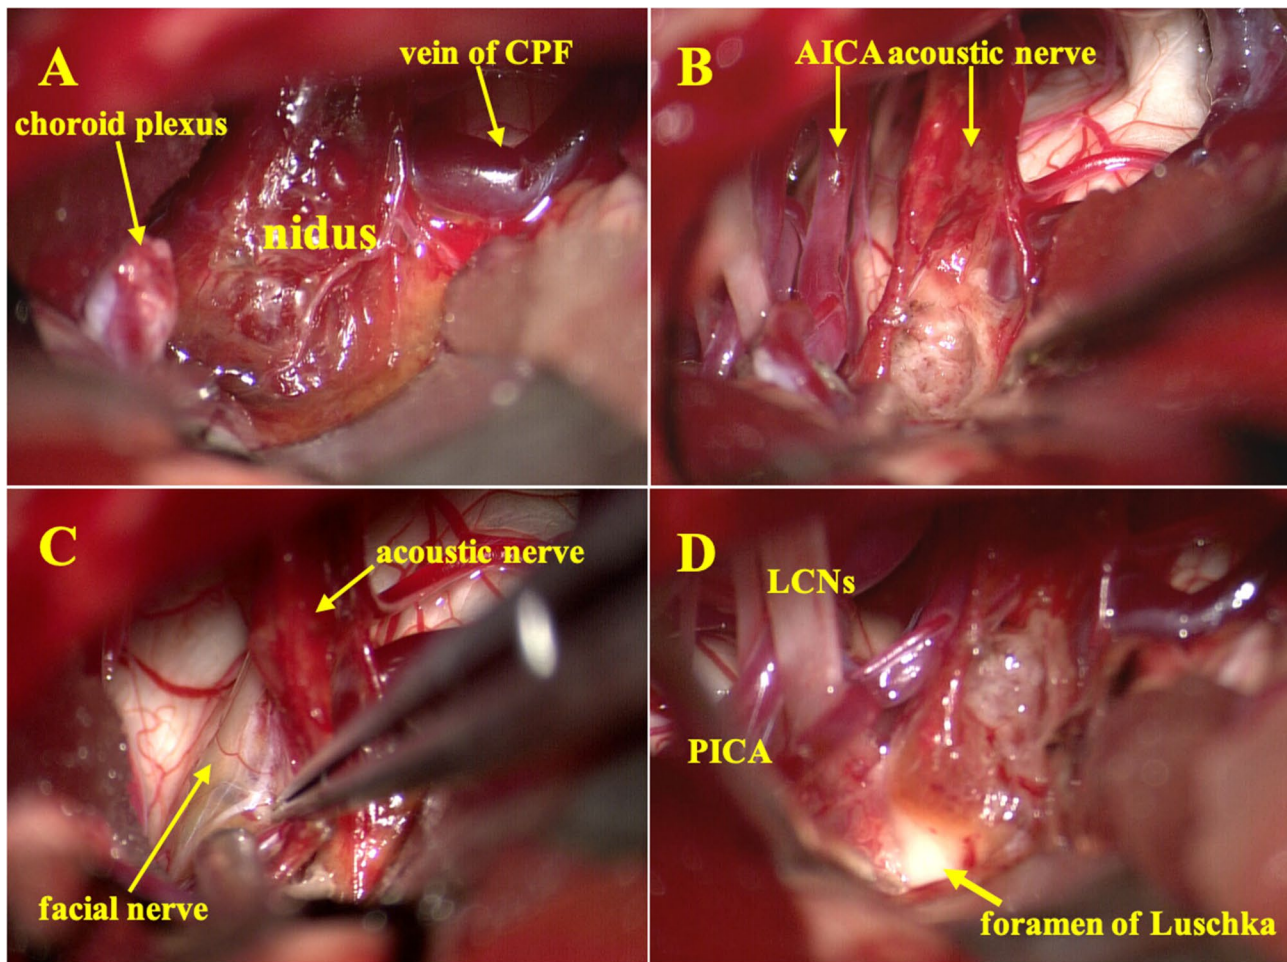 A
vein of CPF
choroid plexus
nidus
B
AICA acoustic nerve
C
acoustic nerve
facial nerve
D
LCNs
PICA
foramen of Luschka